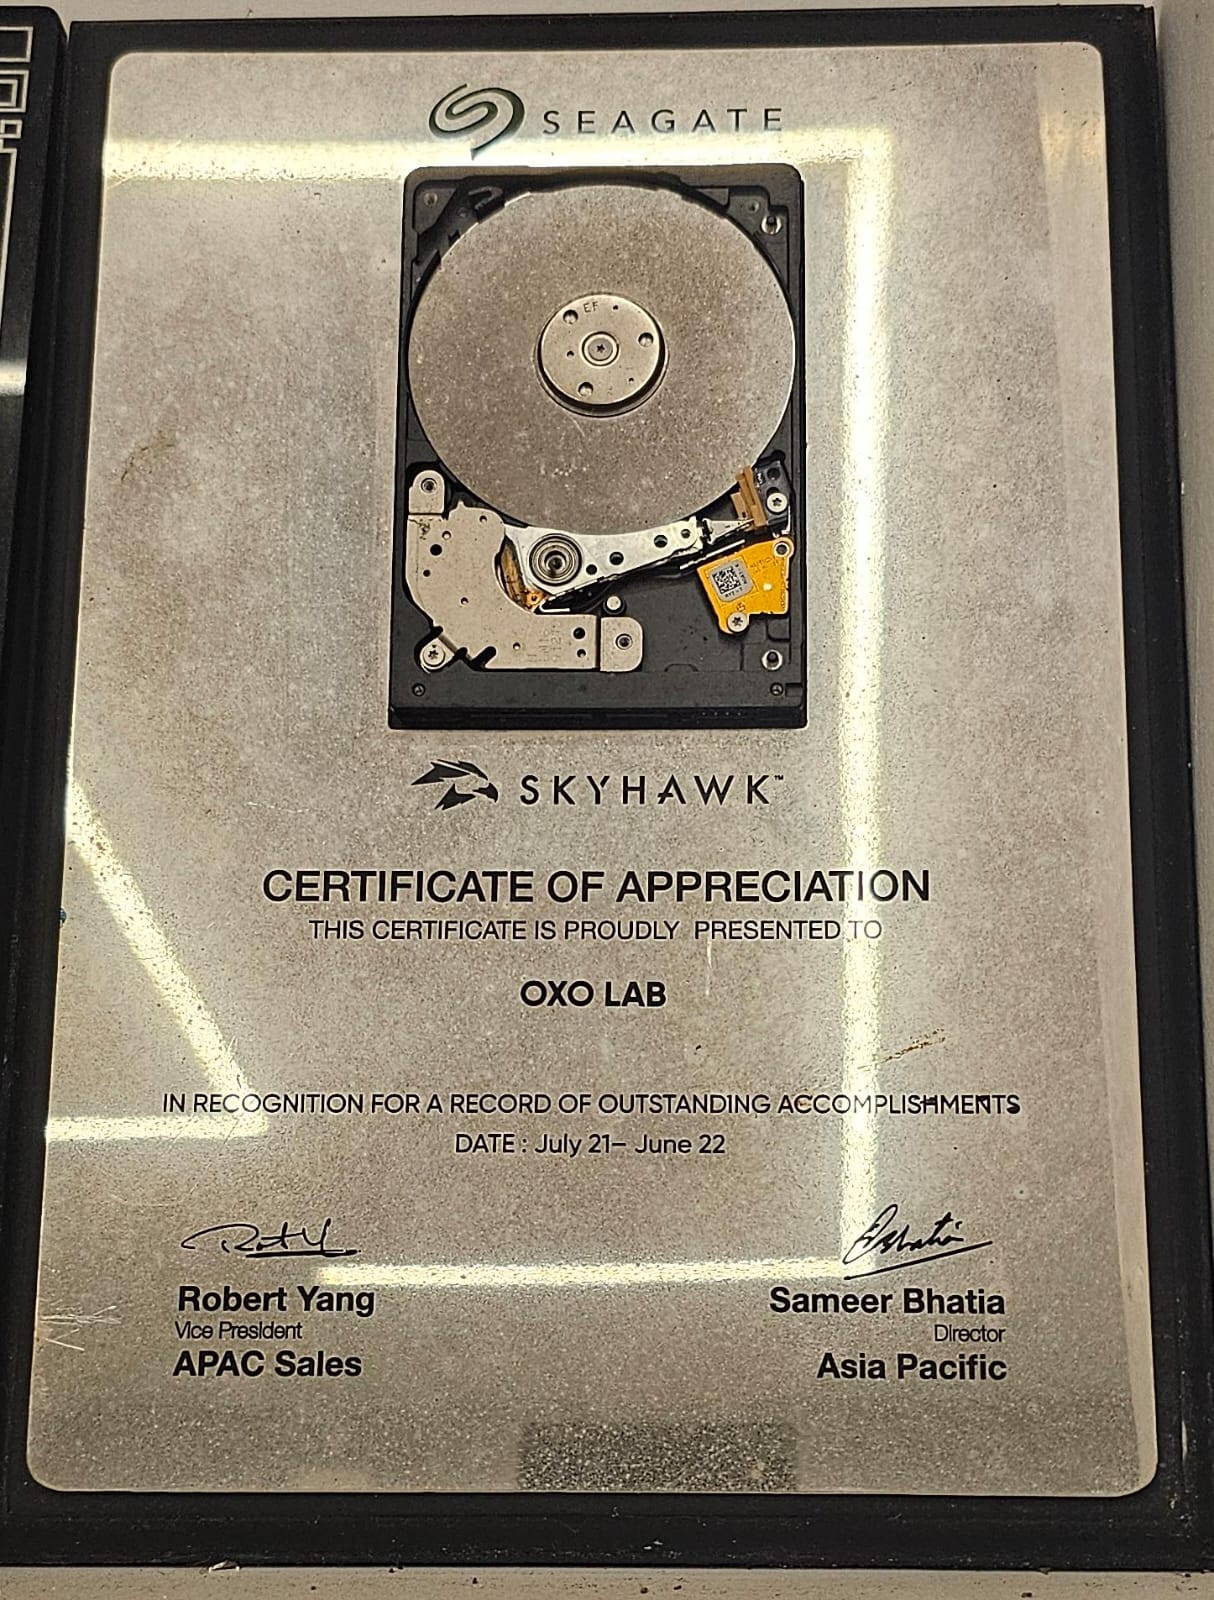 SEAGATE
EF
SKYHAWK™
CERTIFICATE OF APPRECIATION
THIS CERTIFICATE IS PROUDLY PRESENTED TO
OXO LAB
IN RECOGNITION FOR A RECORD OF OUTSTANDING ACCOMPLISHMENTS
DATE : July 21– June 22
Robert Yang
Vice President
APAC Sales
Sameer Bhatia
Director
Asia Pacific